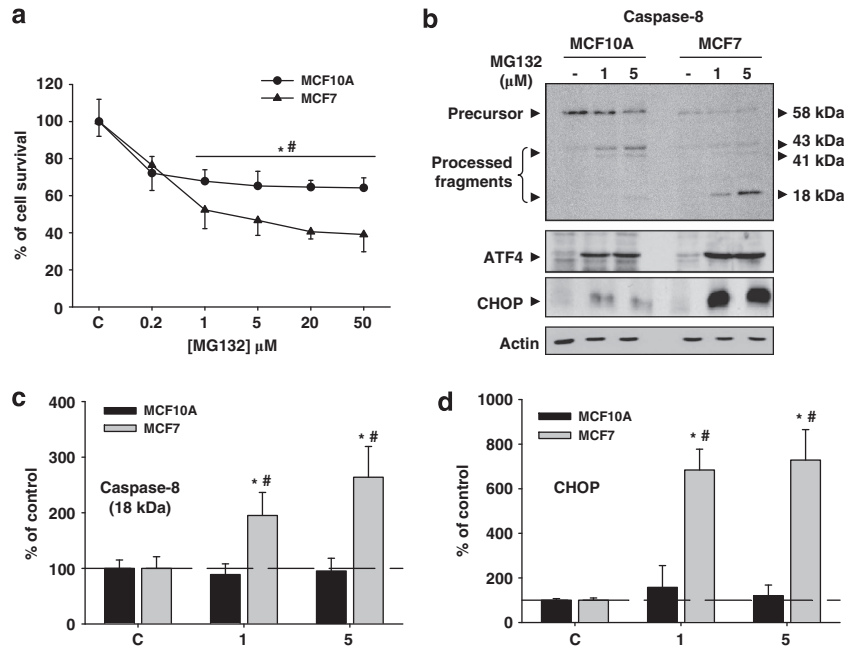 a
120
100
80
60
40
20
0
% of cell survival
MCF10A
MCF7
* #
C 0.2 1 5 20 50
[MG132] μM
b
Caspase-8
MCF10A MCF7
MG132 (μM)
- 1 5 - 1 5
Precursor
58 kDa
43 kDa
41 kDa
Processed
fragments
18 kDa
ATF4
CHOP
Actin
c
400
300
200
100
0
% of control
MCF10A
MCF7
Caspase-8
(18 kDa)
* #
* #
C 1 5
d
1000
800
600
400
200
0
% of control
MCF10A
MCF7
CHOP
* #
* #
C 1 5